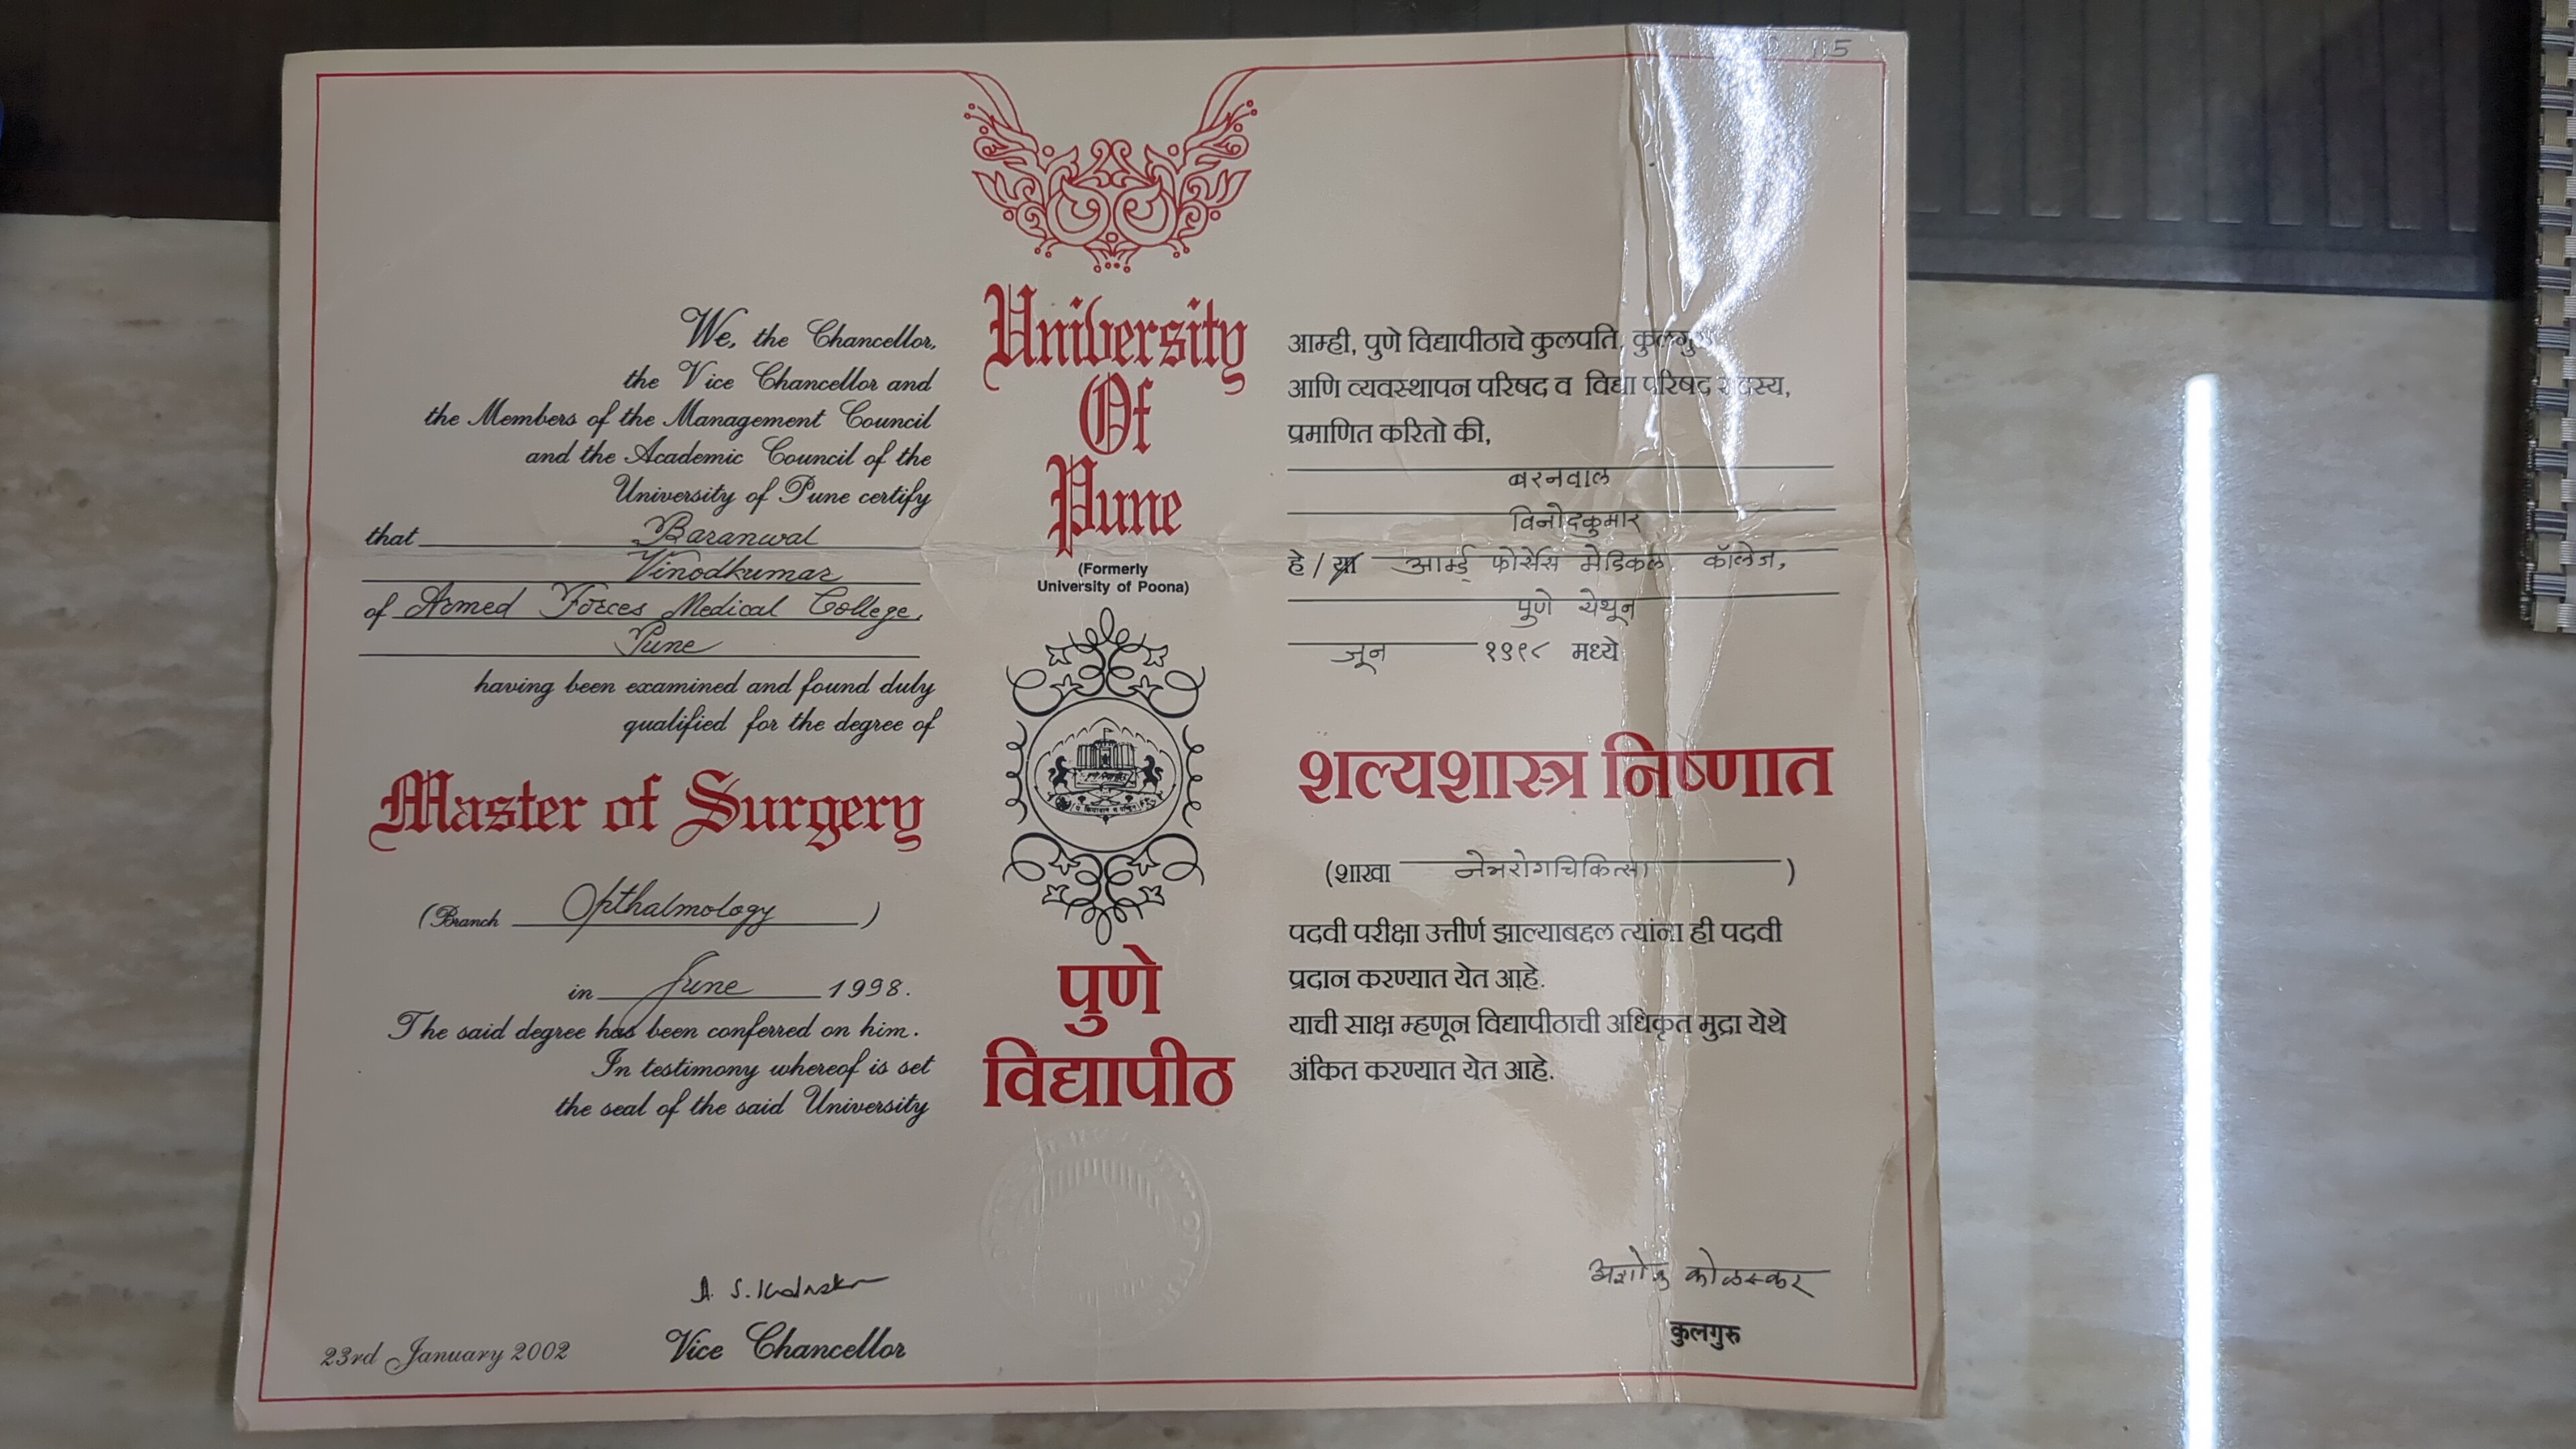 115
We, the Chancellor,
the Vice Chancellor and
the Members of the Management Council
and the Academic Council of the
University of Pune certify
that Baranwal
Vinodkumar
of Armed Forces Medical College,
Pune
having been examined and found duly
qualified for the degree of
Master of Surgery
(Branch Opthalmology )
in June 1998.
The said degree has been conferred on him.
In testimony whereof is set
the seal of the said University
23rd January 2002
Vice Chancellor
University
Of
Pune
(Formerly
University of Poona)
पुणे
विद्यापीठ
आम्ही, पुणे विद्यापीठाचे कुलपति, कुलगुरु
आणि व्यवस्थापन परिषद व विद्या परिषद सदस्य,
प्रमाणित करितो की,
बरनवाल
विनोदकुमार
हे / या आर्म्ड् फोर्सेस मेडिकल कॉलेज,
पुणे येथून
जून १९९८ मध्ये
शल्यशास्त्र निष्णात
(शाखा नेत्ररोगचिकित्सा )
पदवी परीक्षा उत्तीर्ण झाल्याबद्दल त्यांना ही पदवी
प्रदान करण्यात येत आहे.
याची साक्ष म्हणून विद्यापीठाची अधिकृत मुद्रा येथे
अंकित करण्यात येत आहे.
अशोक कोळस्कर
कुलगुरु